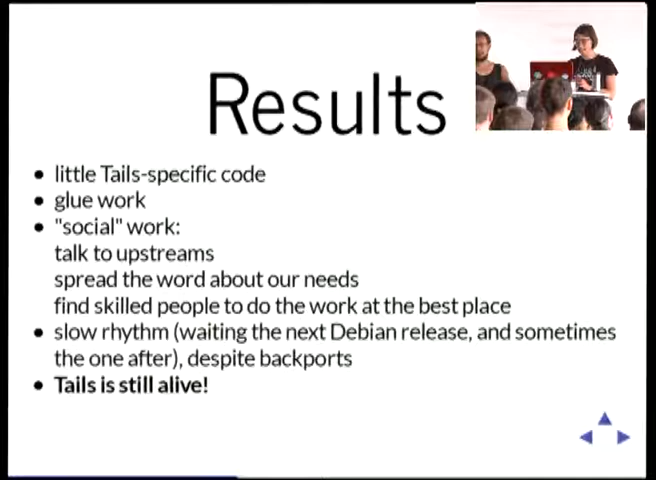 Results
• little Tails-specific code
• glue work
• "social" work:
talk to upstreams
spread the word about our needs
find skilled people to do the work at the best place
• slow rhythm (waiting the next Debian release, and sometimes
the one after), despite backports
• Tails is still alive!